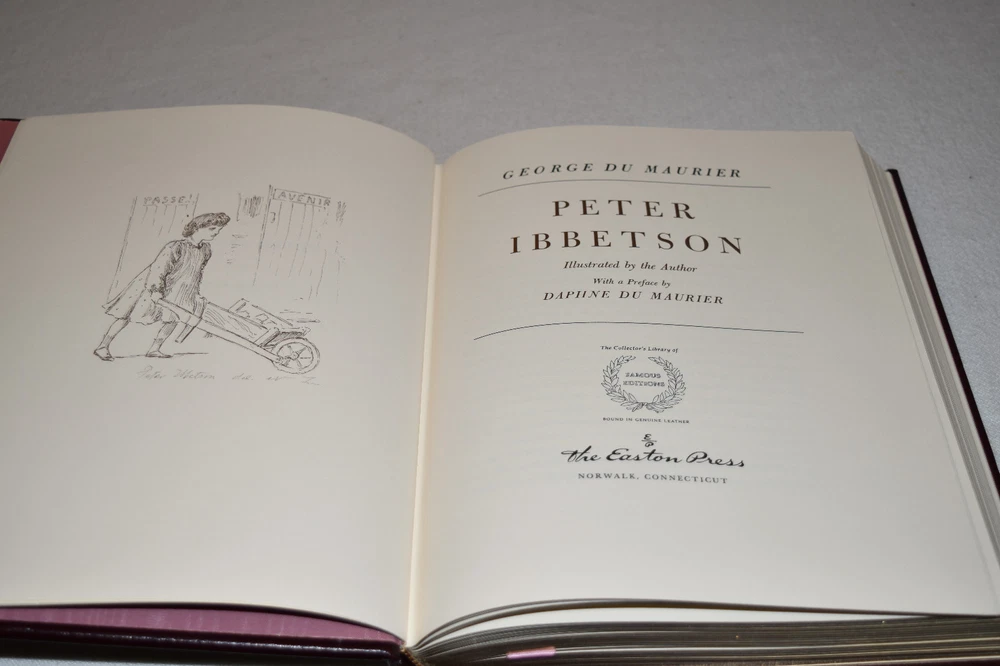 PASSÉ!
AVENIR
GEORGE DU MAURIER
PETER
IBBETSON
Illustrated by the Author
With a Preface by
DAPHNE DU MAURIER
The Collector's Library of
FAMOUS
EDITIONS
BOUND IN GENUINE LEATHER
E/P
the Easton Press
NORWALK, CONNECTICUT